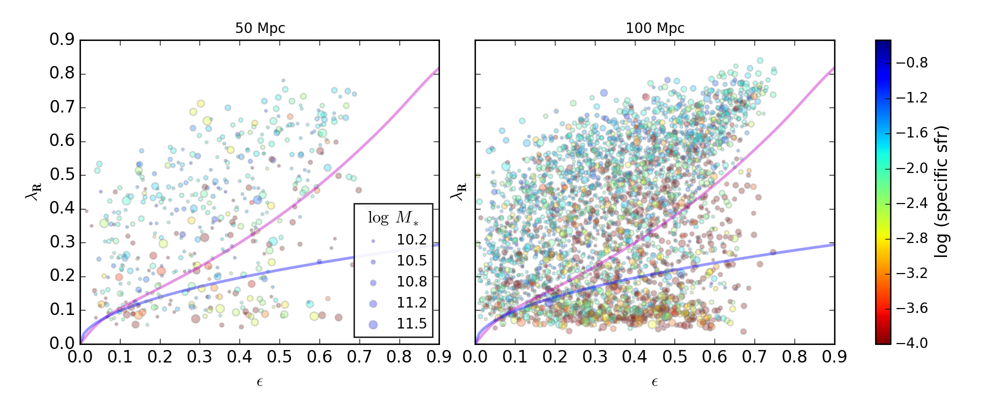 50 Mpc
100 Mpc
0.9
0.8
0.7
0.6
0.5
0.4
0.3
0.2
0.1
0.0
λ_R
0.0 0.1 0.2 0.3 0.4 0.5 0.6 0.7 0.8 0.9
ϵ
log M_*
10.2
10.5
10.8
11.2
11.5
λ_R
0.0 0.1 0.2 0.3 0.4 0.5 0.6 0.7 0.8 0.9
ϵ
−0.8
−1.2
−1.6
−2.0
−2.4
−2.8
−3.2
−3.6
−4.0
log (specific sfr)